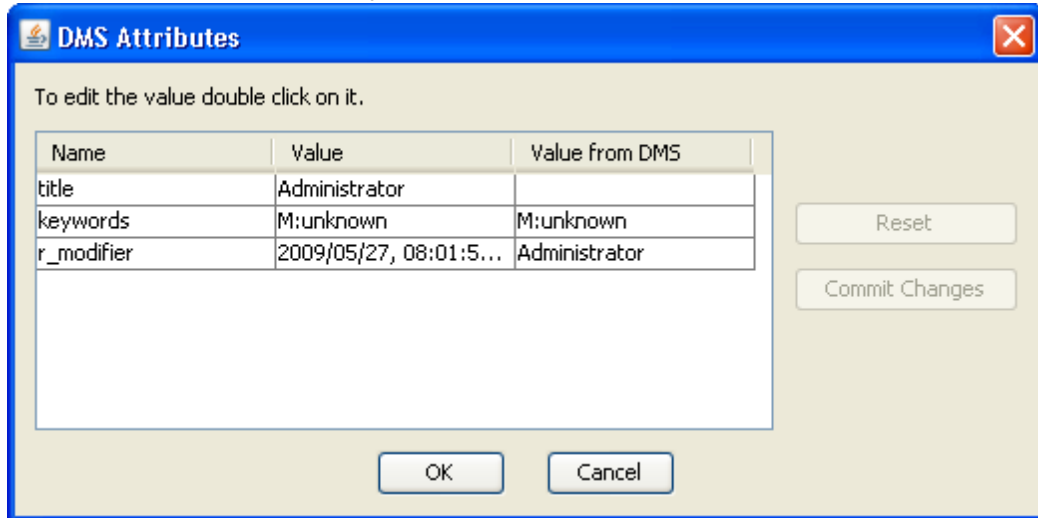 DMS Attributes
To edit the value double click on it.
Name Value Value from DMS
title Administrator
keywords M:unknown M:unknown
r_modifier 2009/05/27, 08:01:5... Administrator
Reset
Commit Changes
OK Cancel